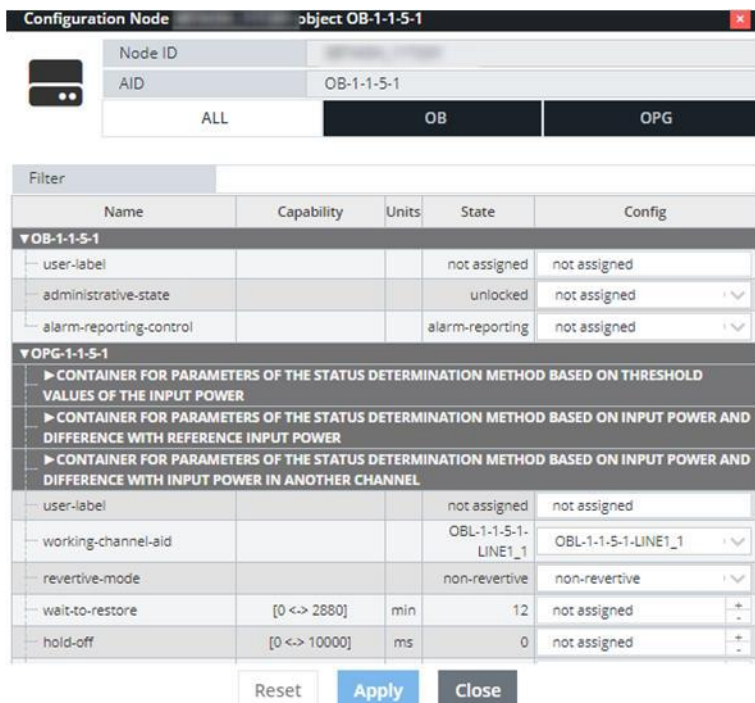 Configuration Node object OB-1-1-5-1
Node ID
AID OB-1-1-5-1
ALL OB OPG
Filter
Name Capability Units State Config
▼OB-1-1-5-1
user-label not assigned not assigned
administrative-state unlocked not assigned
alarm-reporting-control alarm-reporting not assigned
▼OPG-1-1-5-1
►CONTAINER FOR PARAMETERS OF THE STATUS DETERMINATION METHOD BASED ON THRESHOLD
VALUES OF THE INPUT POWER
►CONTAINER FOR PARAMETERS OF THE STATUS DETERMINATION METHOD BASED ON INPUT POWER AND
DIFFERENCE WITH REFERENCE INPUT POWER
►CONTAINER FOR PARAMETERS OF THE STATUS DETERMINATION METHOD BASED ON INPUT POWER AND
DIFFERENCE WITH INPUT POWER IN ANOTHER CHANNEL
user-label not assigned not assigned
working-channel-aid OBL-1-1-5-1-
LINE1_1 OBL-1-1-5-1-LINE1_1
revertive-mode non-revertive non-revertive
wait-to-restore [0 <-> 2880] min 12 not assigned
hold-off [0 <-> 10000] ms 0 not assigned
Reset Apply Close